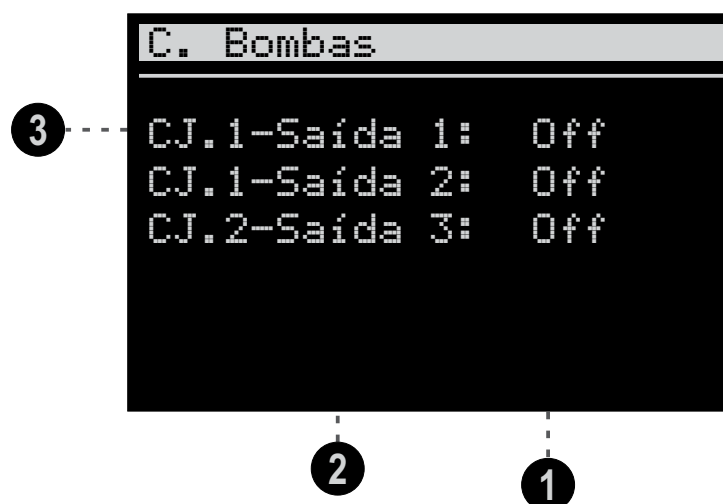 C. Bombas
3
CJ.1-Saída 1: Off
CJ.1-Saída 2: Off
CJ.2-Saída 3: Off
2
1